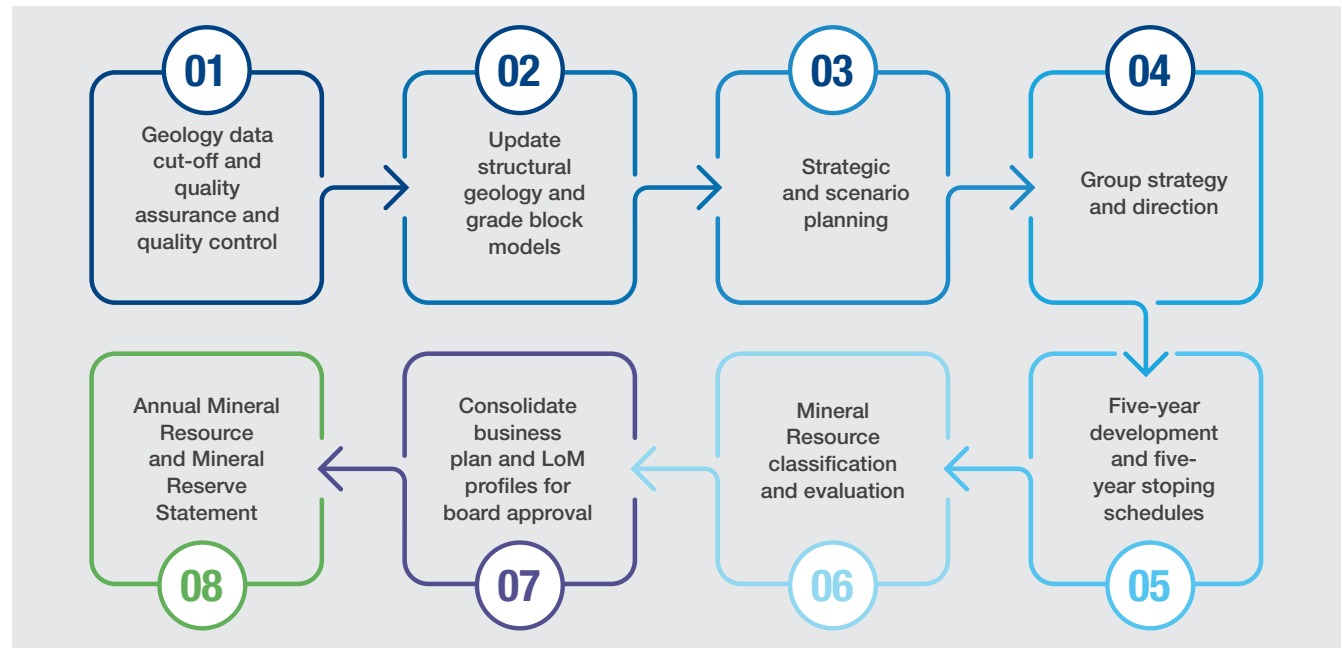 01
Geology data
cut-off and
quality
assurance and
quality control
02
Update
structural
geology and
grade block
models
03
Strategic
and scenario
planning
04
Group strategy
and direction
Five-year
development
and five-
year stoping
schedules
05
Mineral
Resource
classification
and evaluation
06
Consolidate
business
plan and LoM
profiles for
board approval
07
Annual Mineral
Resource
and Mineral
Reserve
Statement
08